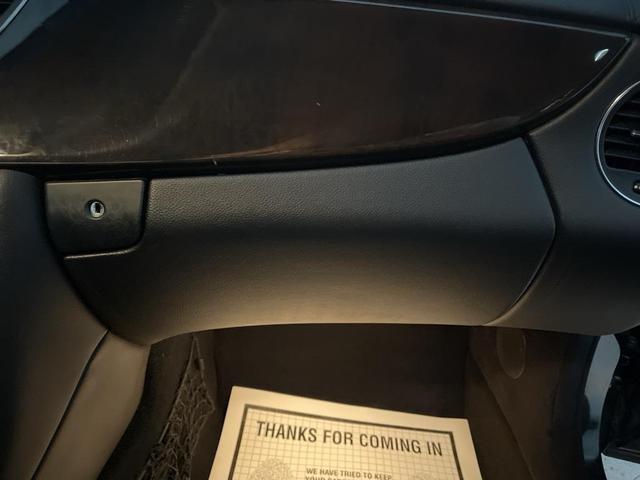 THANKS FOR COMING IN
WE HAVE TRIED TO KEEP